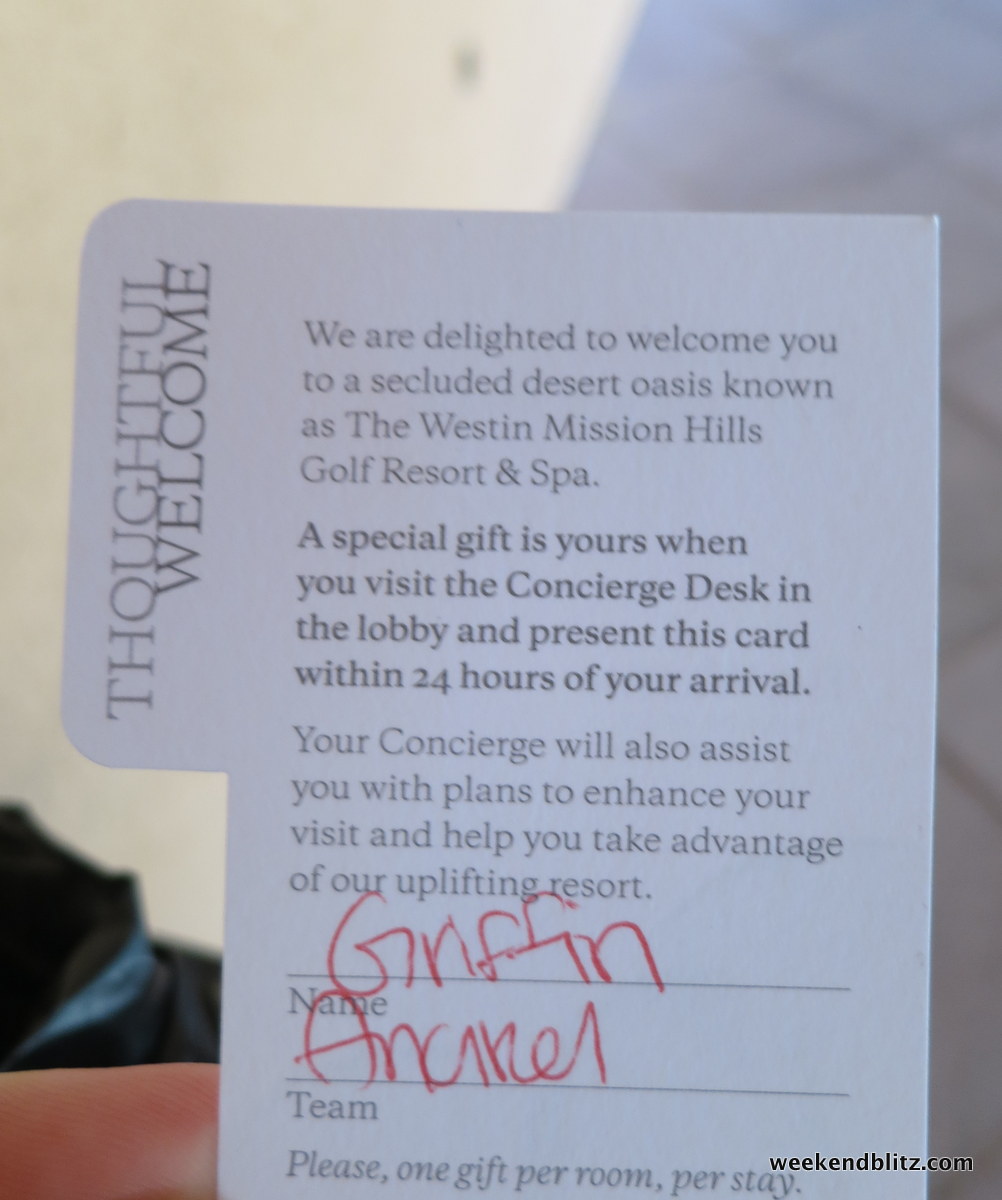 THOUGHTFUL
WELCOME
We are delighted to welcome you
to a secluded desert oasis known
as The Westin Mission Hills
Golf Resort & Spa.
A special gift is yours when
you visit the Concierge Desk in
the lobby and present this card
within 24 hours of your arrival.
Your Concierge will also assist
you with plans to enhance your
visit and help you take advantage
of our uplifting resort.
Griffin
Name
Team
Please, one gift per room, per stay.
weekendblitz.com